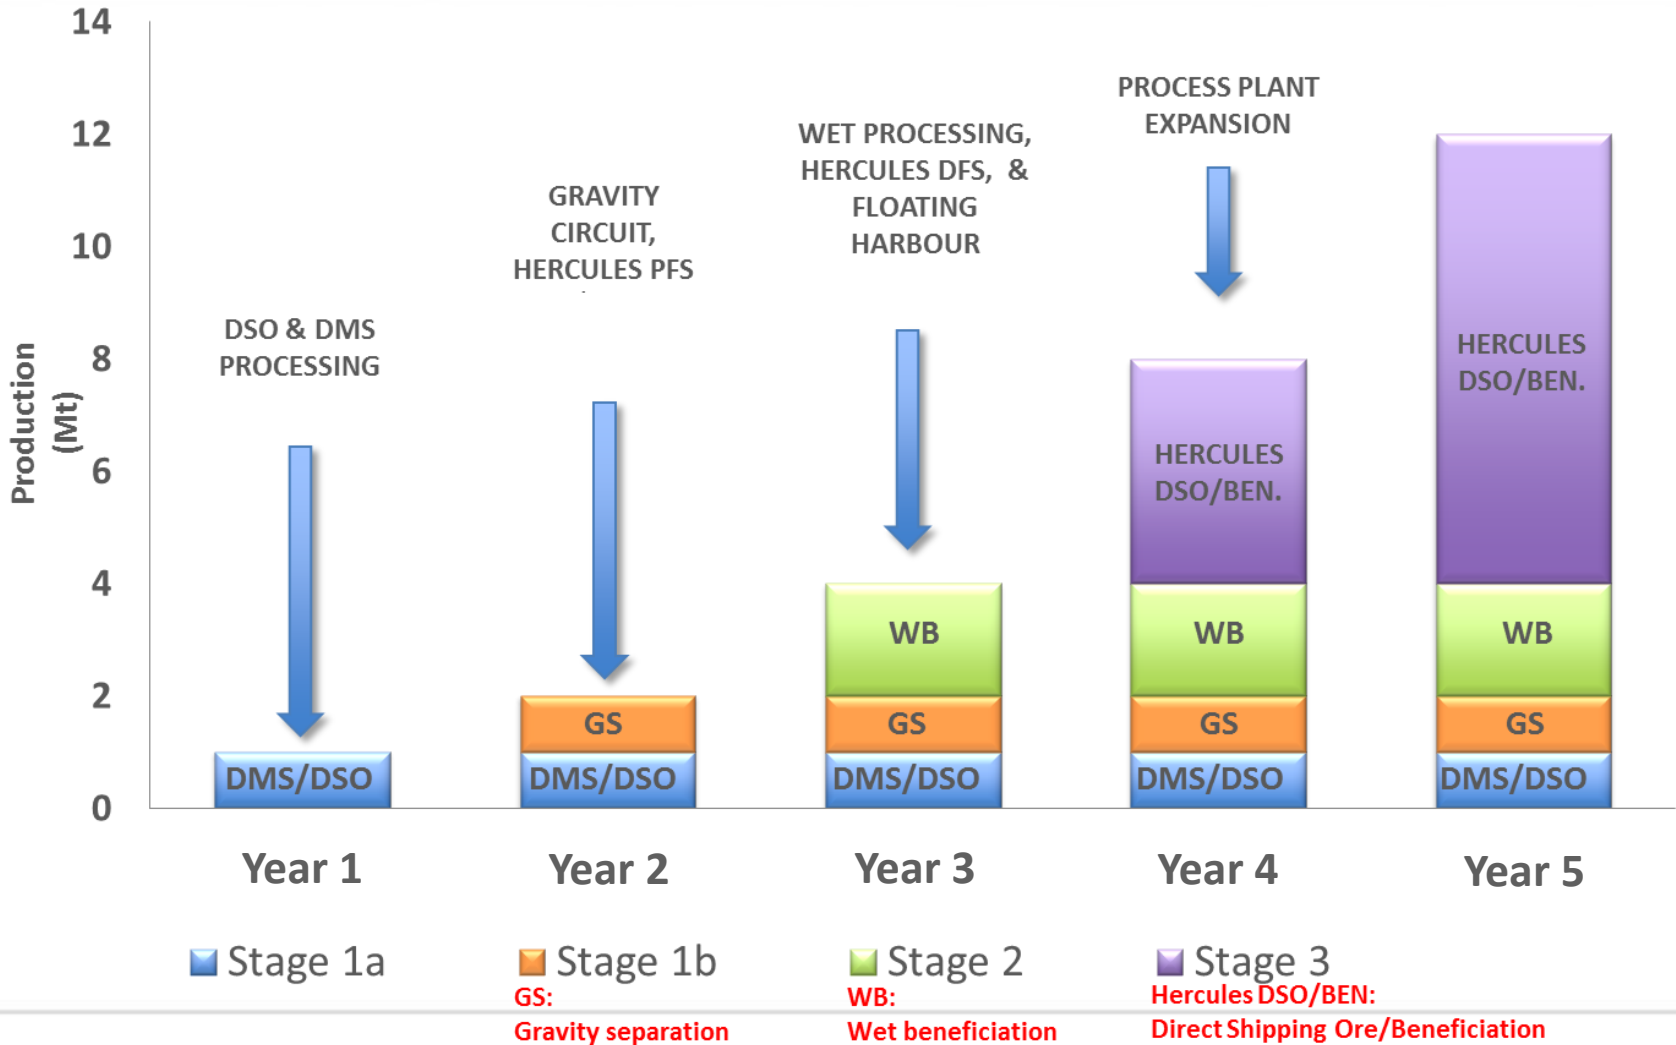 14
12
10
8
6
4
2
0
Production
(Mt)
DSO & DMS
PROCESSING
GRAVITY
CIRCUIT,
HERCULES PFS
WET PROCESSING,
HERCULES DFS, &
FLOATING
HARBOUR
PROCESS PLANT
EXPANSION
DMS/DSO
GS
DMS/DSO
WB
GS
DMS/DSO
HERCULES
DSO/BEN.
WB
GS
DMS/DSO
HERCULES
DSO/BEN.
WB
GS
DMS/DSO
Year 1
Year 2
Year 3
Year 4
Year 5
Stage 1a
Stage 1b
Stage 2
Stage 3
GS:
Gravity separation
WB:
Wet beneficiation
Hercules DSO/BEN:
Direct Shipping Ore/Beneficiation